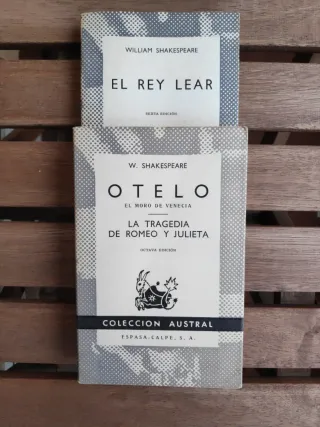 WILLIAM SHAKESPEARE
EL REY LEAR
SEXTA EDICIÓN
W. SHAKESPEARE
OTELO
EL MORO DE VENECIA
LA TRAGEDIA
DE ROMEO Y JULIETA
OCTAVA EDICIÓN
COLECCION AUSTRAL
ESPASA-CALPE, S. A.